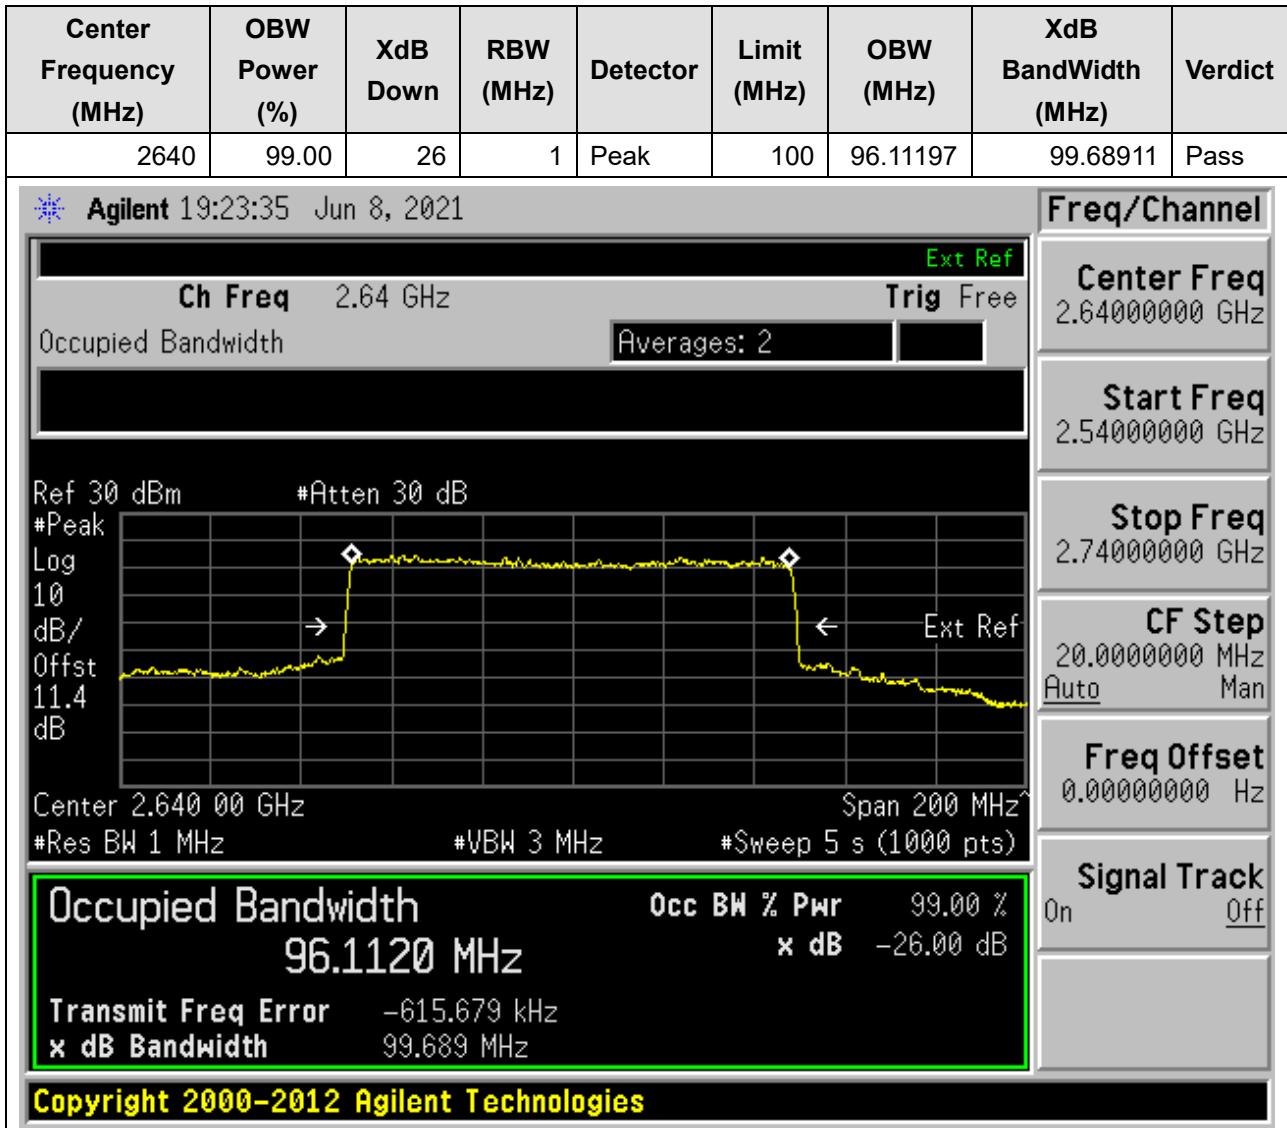 Center Frequency (MHz) OBW Power (%) XdB Down RBW (MHz) Detector Limit (MHz) OBW (MHz) XdB BandWidth (MHz) Verdict
2640 99.00 26 1 Peak 100 96.11197 99.68911 Pass
Agilent 19:23:35 Jun 8, 2021
Ext Ref
Ch Freq 2.64 GHz Trig Free
Occupied Bandwidth Averages: 2
Ref 30 dBm #Atten 30 dB
#Peak
Log
10
dB/
Offst
11.4
dB
Ext Ref
Center 2.640 00 GHz Span 200 MHz^
#Res BW 1 MHz #VBW 3 MHz #Sweep 5 s (1000 pts)
Occupied Bandwidth Occ BW % Pwr 99.00 %
96.1120 MHz x dB -26.00 dB
Transmit Freq Error -615.679 kHz
x dB Bandwidth 99.689 MHz
Copyright 2000-2012 Agilent Technologies
Freq/Channel
Center Freq
2.64000000 GHz
Start Freq
2.54000000 GHz
Stop Freq
2.74000000 GHz
CF Step
20.0000000 MHz
Auto Man
Freq Offset
0.00000000 Hz
Signal Track
On Off